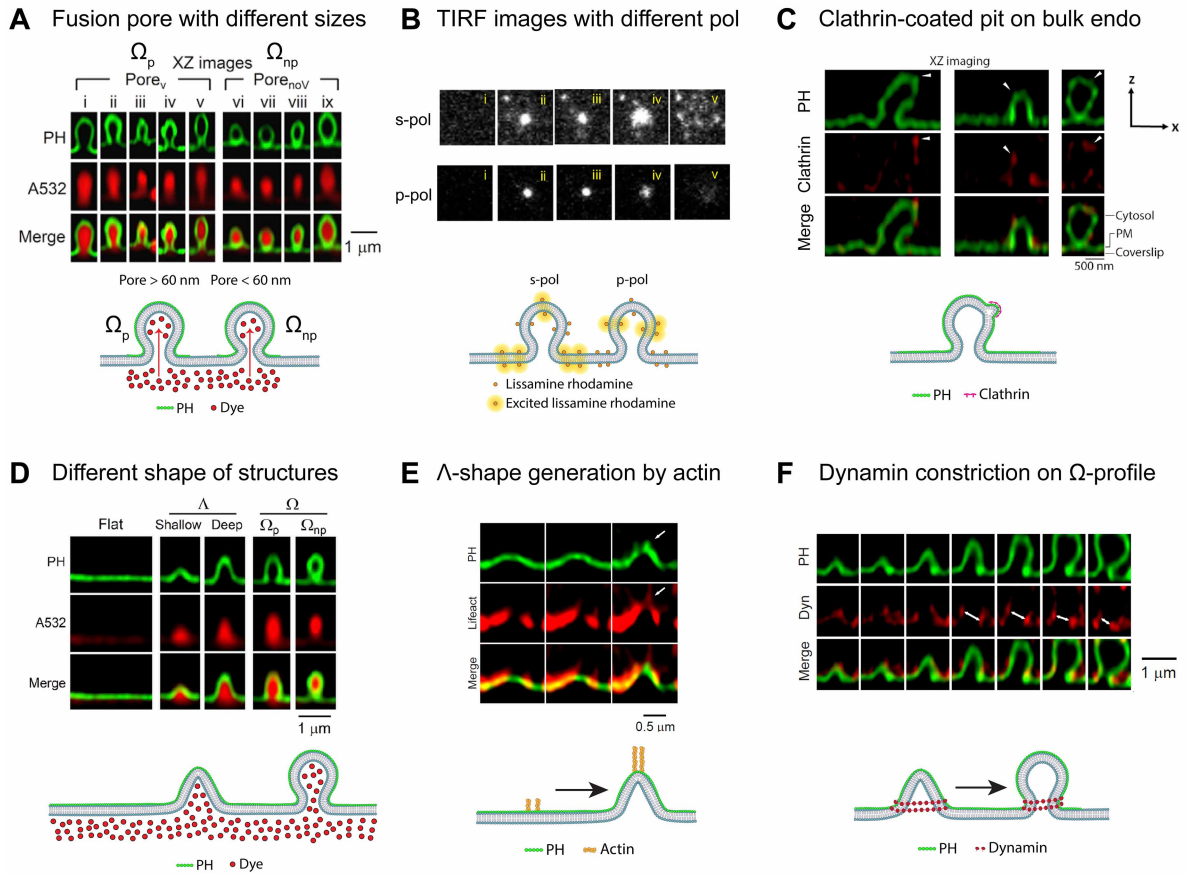 A Fusion pore with different sizes
Ωp XZ images Ωnp
Porev PorenoV
i ii iii iv v vi vii viii ix
PH
A532
Merge
1 μm
Pore > 60 nm Pore < 60 nm
Ωp Ωnp
PH Dye
B TIRF images with different pol
s-pol i ii iii iv v
p-pol i ii iii iv v
s-pol p-pol
Lissamine rhodamine
Excited lissamine rhodamine
C Clathrin-coated pit on bulk endo
XZ imaging
PH
Clathrin
Merge
z
x
Cytosol
PM
Coverslip
500 nm
PH Clathrin
D Different shape of structures
Λ Ω
Flat Shallow Deep Ωp Ωnp
PH
A532
Merge
1 μm
PH Dye
E Λ-shape generation by actin
PH
Lifeact
Merge
0.5 μm
PH Actin
F Dynamin constriction on Ω-profile
PH
Dyn
Merge
1 μm
PH Dynamin